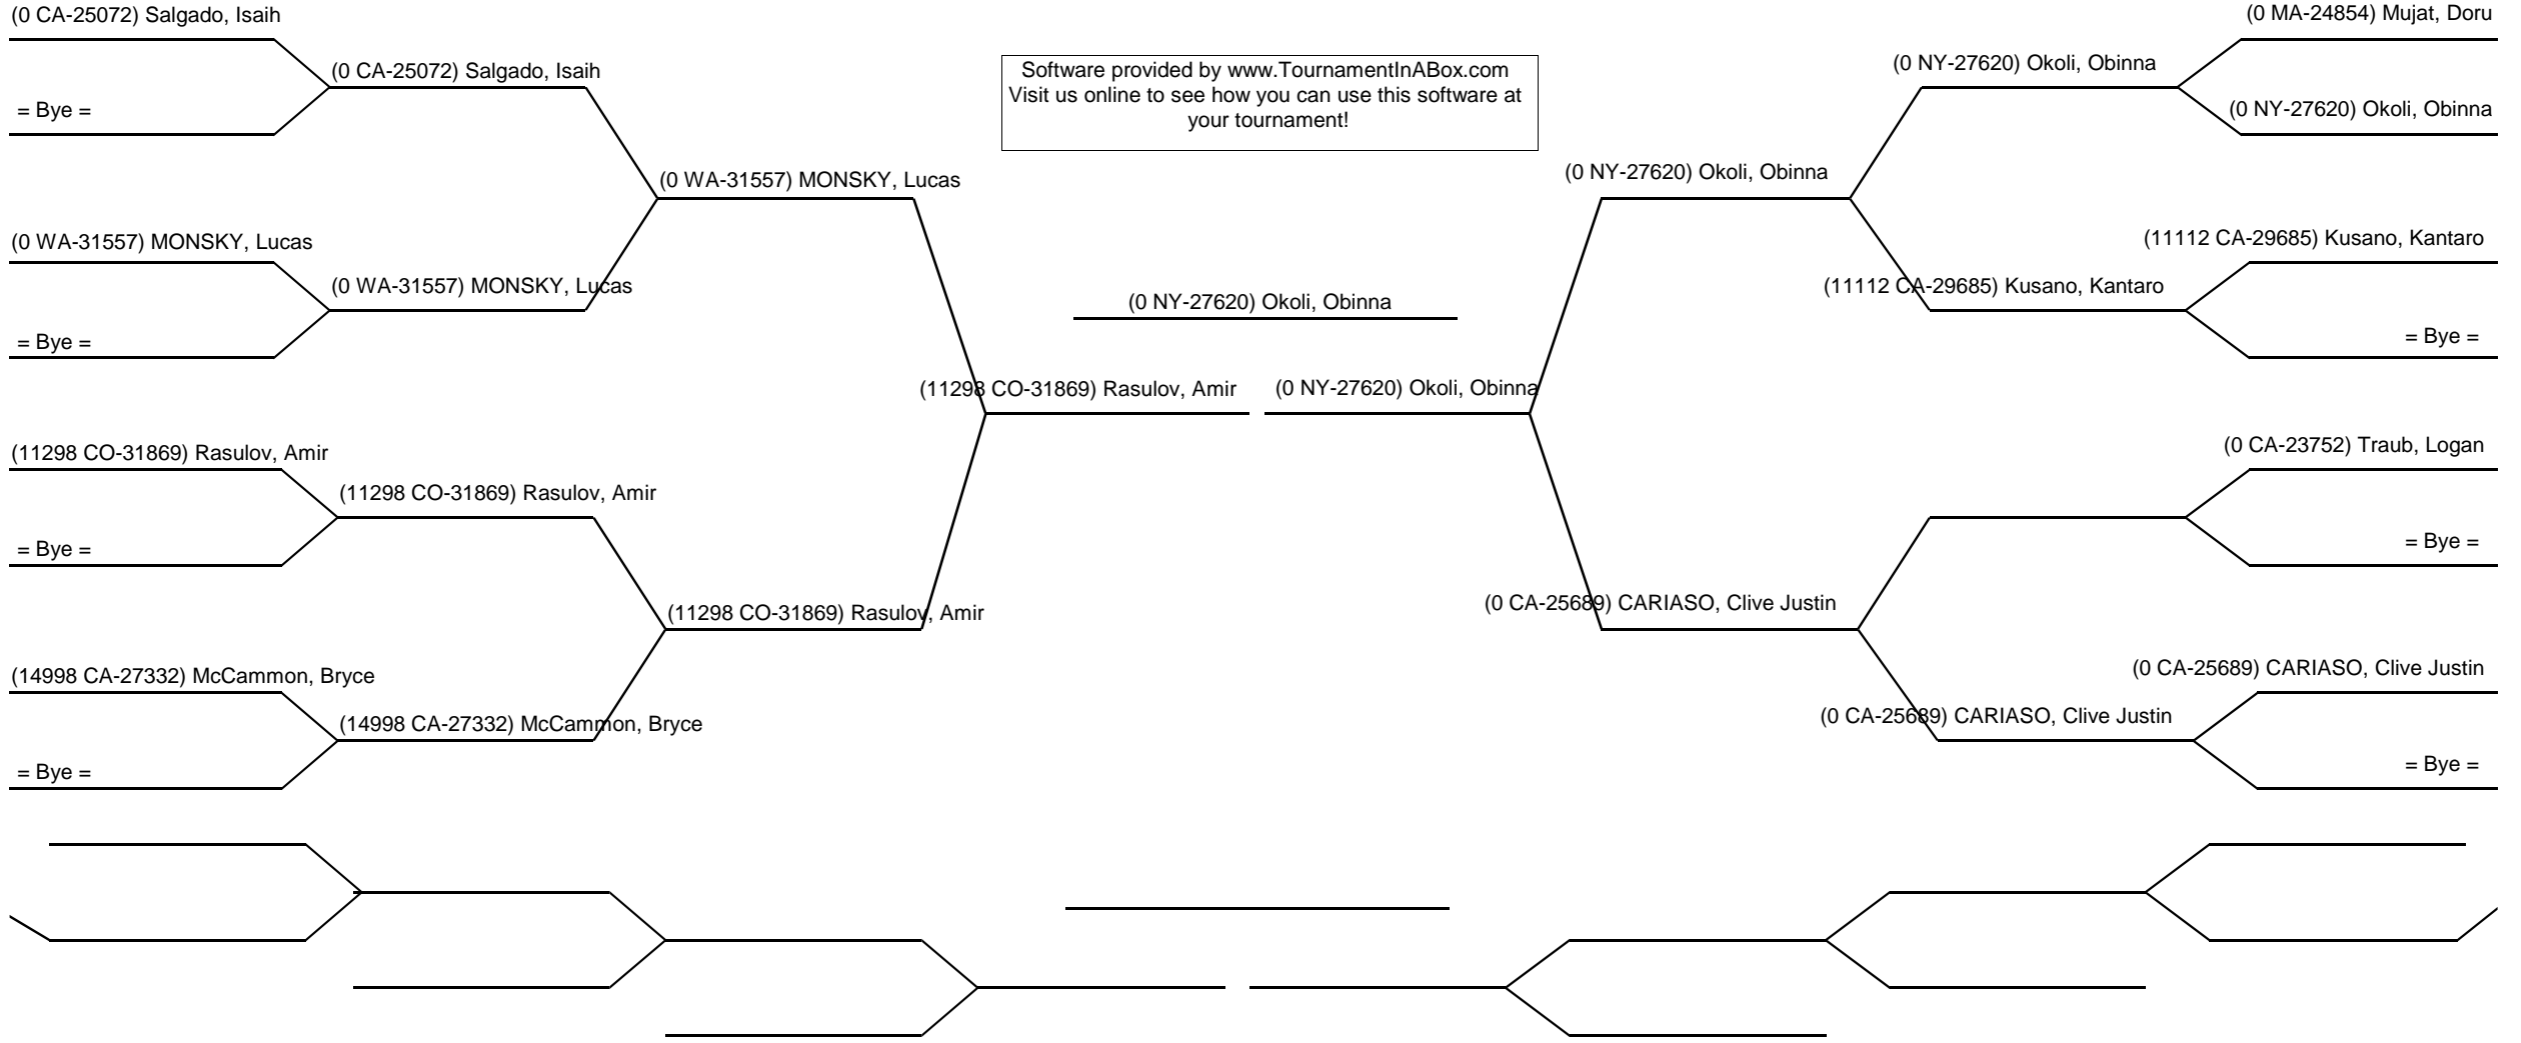 (0 CA-25072) Salgado, Isaih
= Bye =
(0 WA-31557) MONSKY, Lucas
= Bye =
(11298 CO-31869) Rasulov, Amir
= Bye =
(14998 CA-27332) McCammon, Bryce
= Bye =
(0 CA-25072) Salgado, Isaih
(0 WA-31557) MONSKY, Lucas
(11298 CO-31869) Rasulov, Amir
(14998 CA-27332) McCammon, Bryce
(0 WA-31557) MONSKY, Lucas
(11298 CO-31869) Rasulov, Amir
(11298 CO-31869) Rasulov, Amir
Software provided by www.TournamentInABox.com
Visit us online to see how you can use this software at
your tournament!
(0 NY-27620) Okoli, Obinna
(0 NY-27620) Okoli, Obinna
(0 NY-27620) Okoli, Obinna
(0 CA-25689) CARIASO, Clive Justin
(0 NY-27620) Okoli, Obinna
(11112 CA-29685) Kusano, Kantaro
(0 CA-25689) CARIASO, Clive Justin
(0 MA-24854) Mujat, Doru
(0 NY-27620) Okoli, Obinna
(11112 CA-29685) Kusano, Kantaro
= Bye =
(0 CA-23752) Traub, Logan
= Bye =
(0 CA-25689) CARIASO, Clive Justin
= Bye =